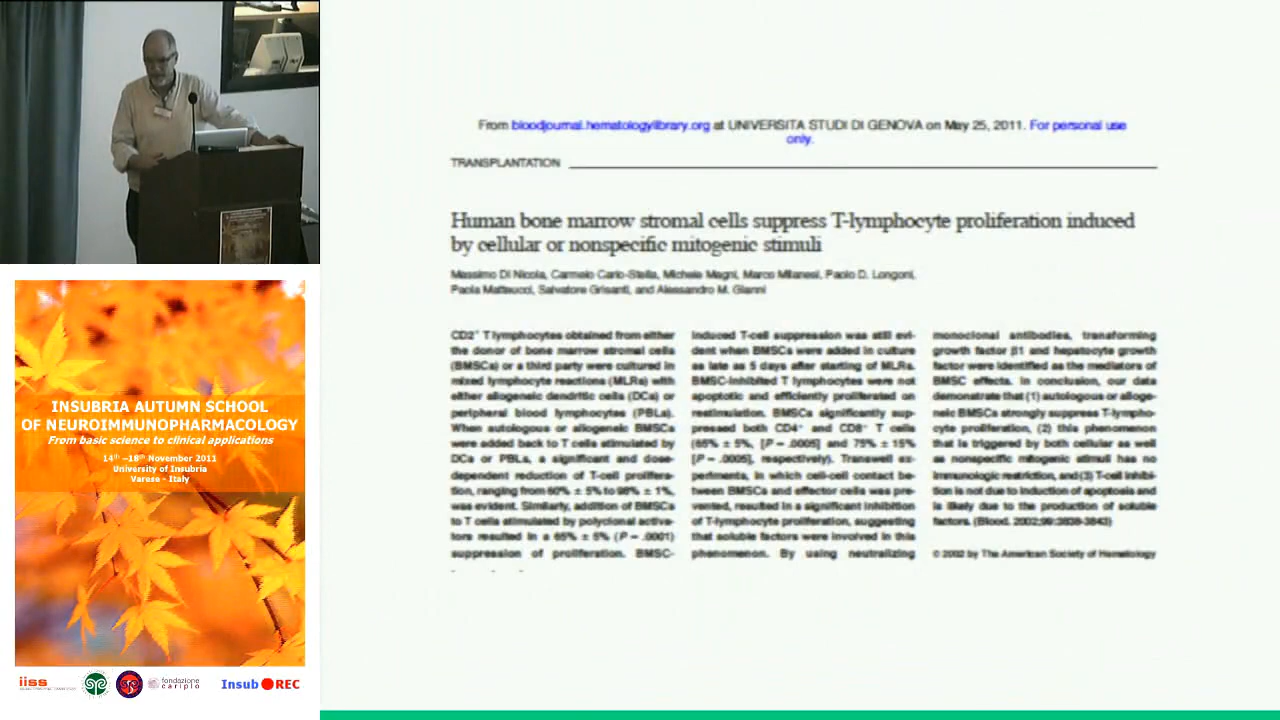 From bloodjournal.hematologylibrary.org at UNIVERSITA STUDI DI GENOVA on May 25, 2011. For personal use
only.
TRANSPLANTATION
Human bone marrow stromal cells suppress T-lymphocyte proliferation induced
by cellular or nonspecific mitogenic stimuli
Massimo Di Nicola, Carmelo Carlo-Stella, Michele Magni, Marco Milanesi, Paolo D. Longoni,
Paola Matteucci, Salvatore Grisanti, and Alessandro M. Gianni
CD2+ T lymphocytes obtained from either
the donor of bone marrow stromal cells
(BMSCs) or a third party were cultured in
mixed lymphocyte reactions (MLRs) with
either allogeneic dendritic cells (DCs) or
peripheral blood lymphocytes (PBLs).
When autologous or allogeneic BMSCs
were added back to T cells stimulated by
DCs or PBLs, a significant and dose-
dependent reduction of T-cell prolifera-
tion, ranging from 60% ± 5% to 98% ± 1%,
was evident. Similarly, addition of BMSCs
to T cells stimulated by polyclonal activa-
tors resulted in a 65% ± 5% (P = .0001)
suppression of proliferation. BMSC-
induced T-cell suppression was still evi-
dent when BMSCs were added in culture
as late as 5 days after starting of MLRs.
BMSC-inhibited T lymphocytes were not
apoptotic and efficiently proliferated on
restimulation. BMSCs significantly sup-
pressed both CD4+ and CD8+ T cells
(65% ± 5%, [P = .0005] and 75% ± 15%
[P = .0005], respectively). Transwell ex-
periments, in which cell-cell contact be-
tween BMSCs and effector cells was pre-
vented, resulted in a significant inhibition
of T-lymphocyte proliferation, suggesting
that soluble factors were involved in this
phenomenon. By using neutralizing
monoclonal antibodies, transforming
growth factor β1 and hepatocyte growth
factor were identified as the mediators of
BMSC effects. In conclusion, our data
demonstrate that (1) autologous or alloge-
neic BMSCs strongly suppress T-lympho-
cyte proliferation, (2) this phenomenon
that is triggered by both cellular as well
as nonspecific mitogenic stimuli has no
immunologic restriction, and (3) T-cell inhibi-
tion is not due to induction of apoptosis and
is likely due to the production of soluble
factors. (Blood. 2002;99:3838-3843)
© 2002 by The American Society of Hematology
INSUBRIA AUTUMN SCHOOL
OF NEUROIMMUNOPHARMACOLOGY
From basic science to clinical applications
14th –18th November 2011
University of Insubria
Varese - Italy
iiss
fondazione
cariplo
Insub REC